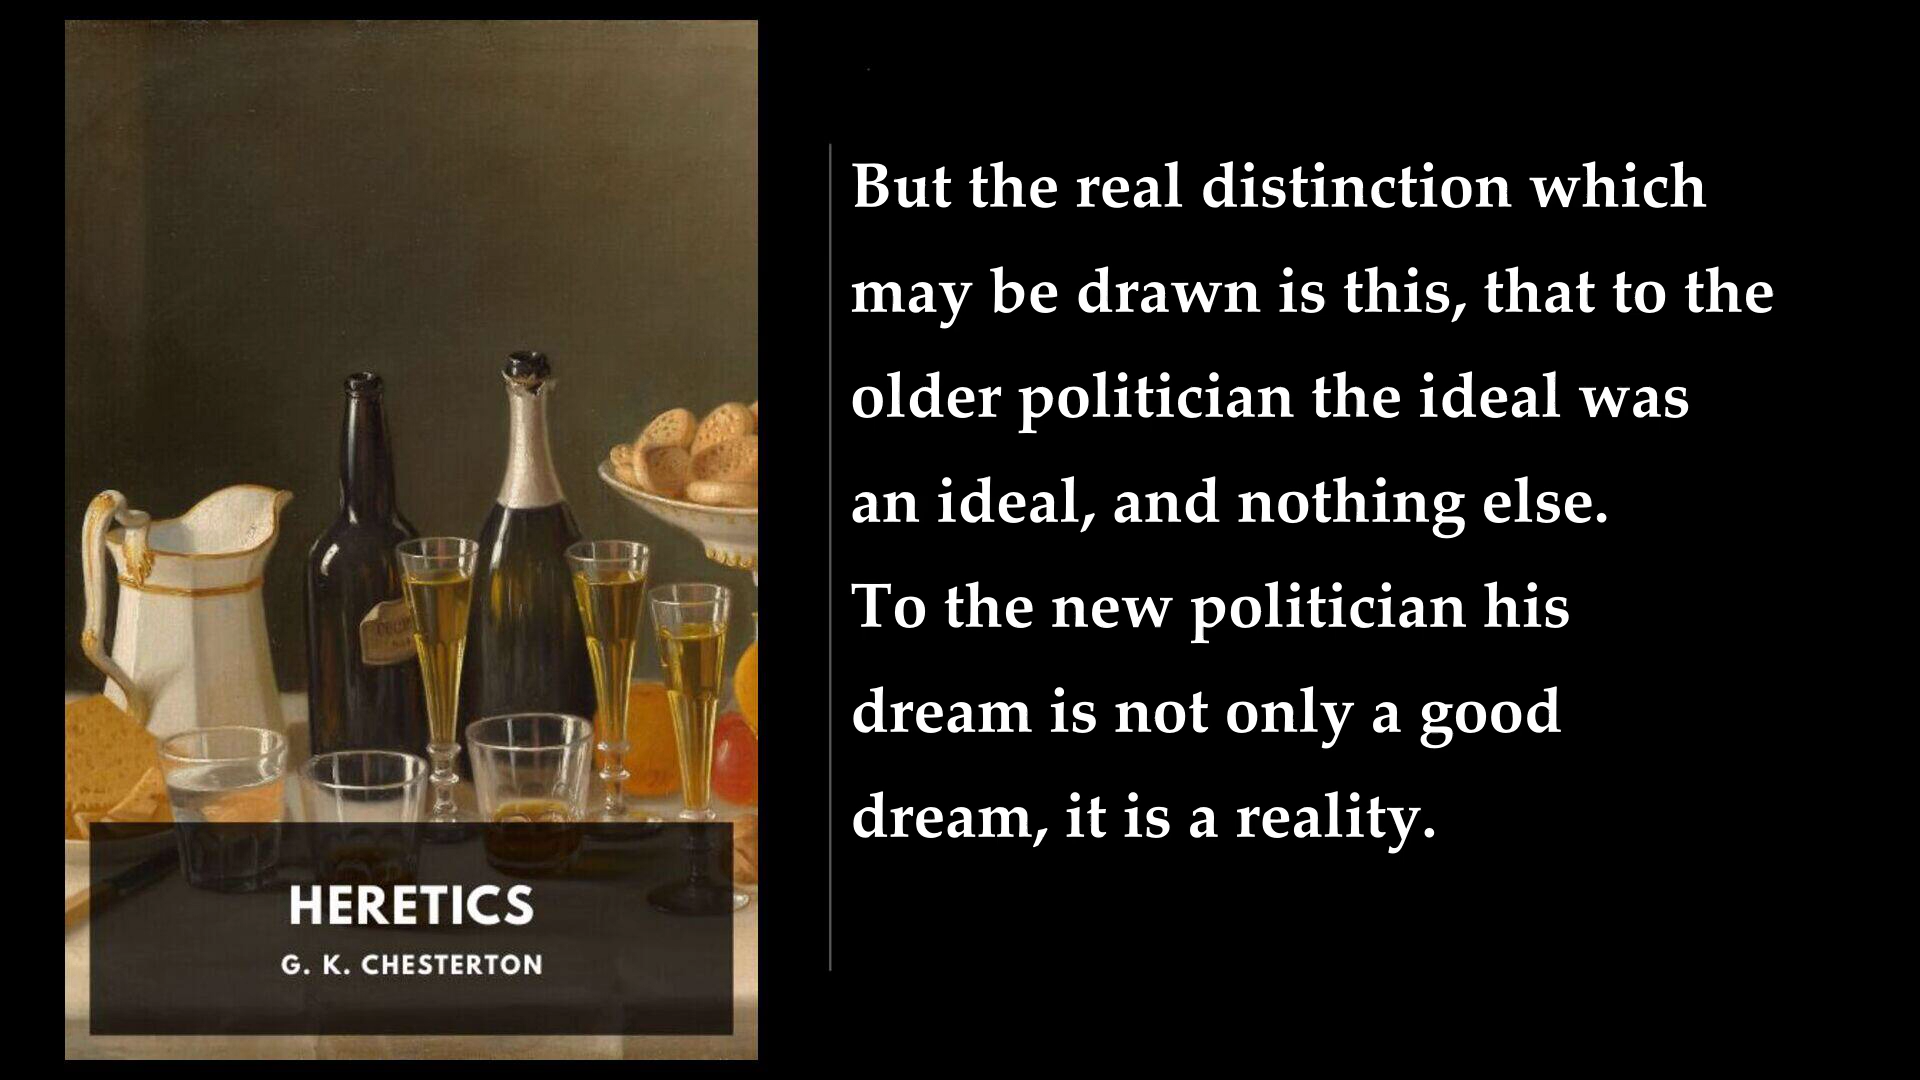 But the real distinction which
may be drawn is this, that to the
older politician the ideal was
an ideal, and nothing else.
To the new politician his
dream is not only a good
dream, it is a reality.
HERETICS
G. K. CHESTERTON